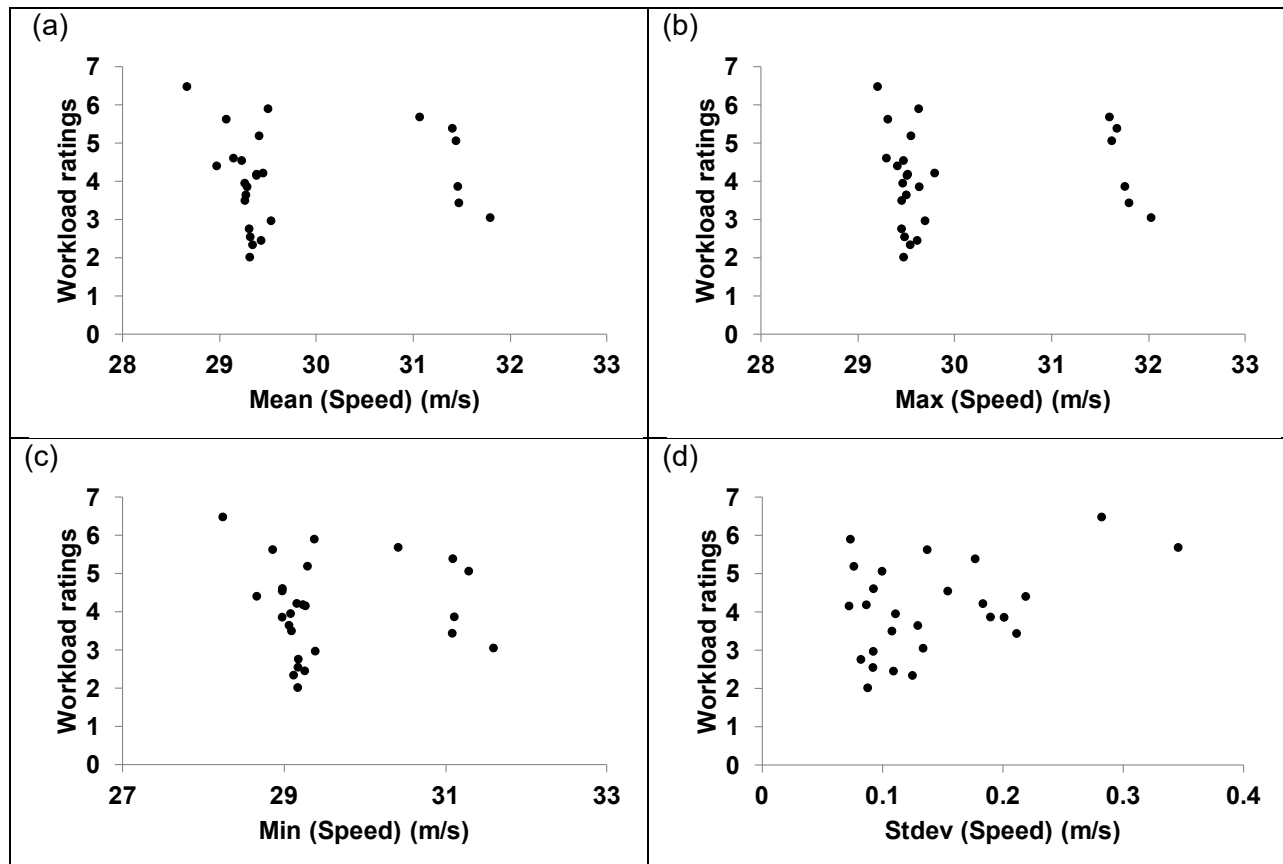 (a)
7
6
5
4
3
2
1
0
Workload ratings
28 29 30 31 32 33
Mean (Speed) (m/s)
(b)
7
6
5
4
3
2
1
0
Workload ratings
28 29 30 31 32 33
Max (Speed) (m/s)
(c)
7
6
5
4
3
2
1
0
Workload ratings
27 29 31 33
Min (Speed) (m/s)
(d)
7
6
5
4
3
2
1
0
Workload ratings
0 0.1 0.2 0.3 0.4
Stdev (Speed) (m/s)